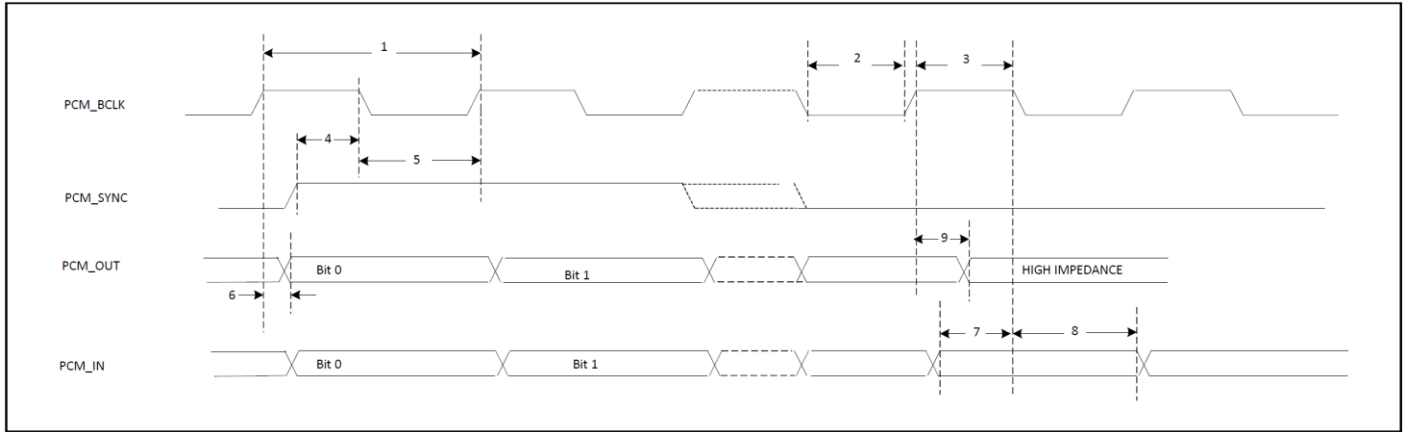 1
2
3
PCM_BCLK
4
5
PCM_SYNC
9
PCM_OUT
Bit 0
Bit 1
HIGH IMPEDANCE
6
7
8
PCM_IN
Bit 0
Bit 1